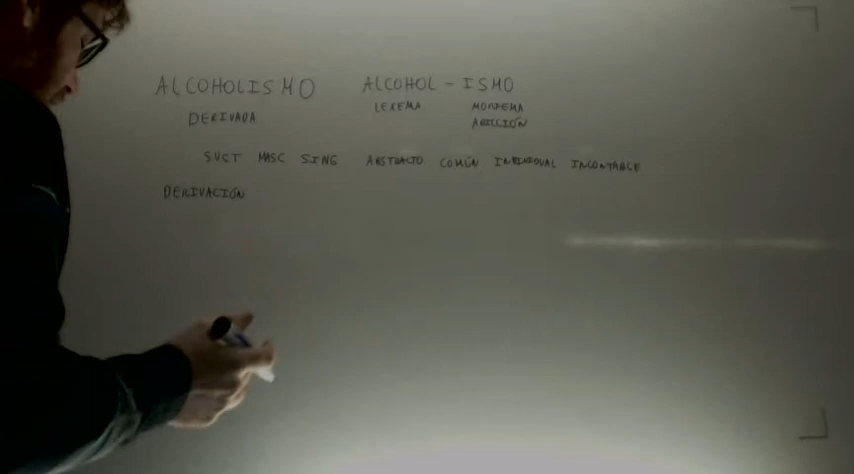 ALCOHOLISMO ALCOHOL - ISMO
LEXEMA MORFEMA
DERIVADA ADICCIÓN
SUST MASC SING ABSTRACTO COMÚN INDIVIDUAL INCONTABLE
DERIVACIÓN